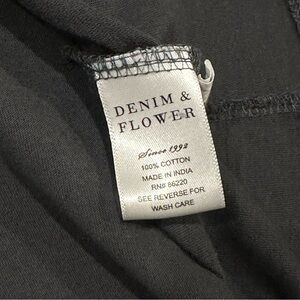 DENIM &
FLOWER
Since 1992
100% COTTON
MADE IN INDIA
RN# 86220
SEE REVERSE FOR
WASH CARE